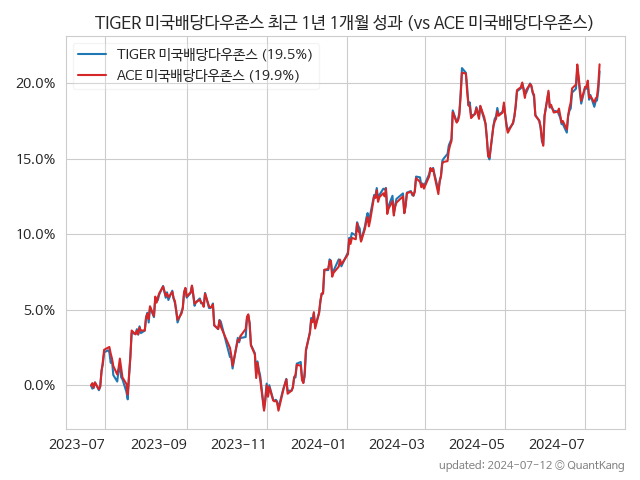 TIGER 미국배당다우존스 최근 1년 1개월 성과 (vs ACE 미국배당다우존스)
TIGER 미국배당다우존스 (19.5%)
ACE 미국배당다우존스 (19.9%)
20.0%
15.0%
10.0%
5.0%
0.0%
2023-07 2023-09 2023-11 2024-01 2024-03 2024-05 2024-07
updated: 2024-07-12 © QuantKang